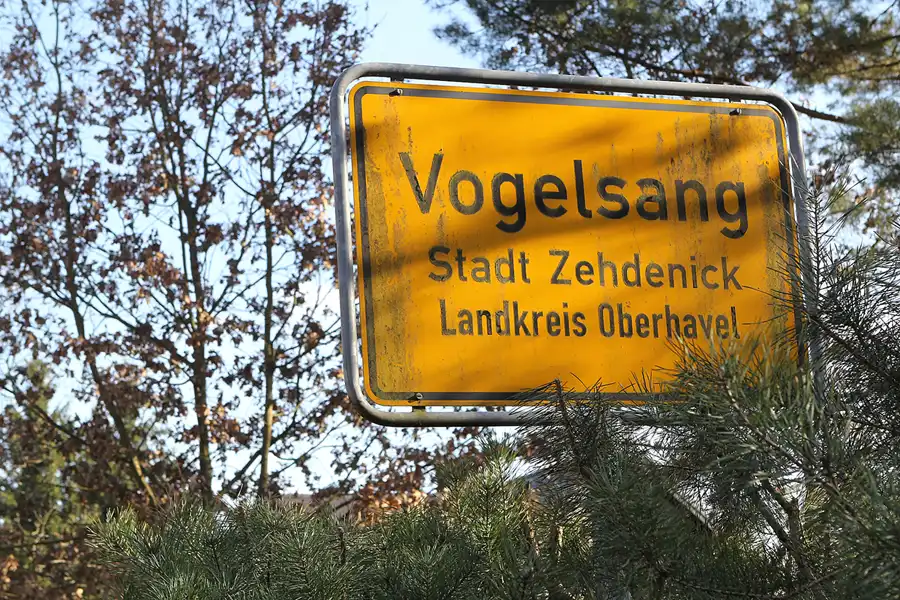 Vogelsang
Stadt Zehdenick
Landkreis Oberhavel